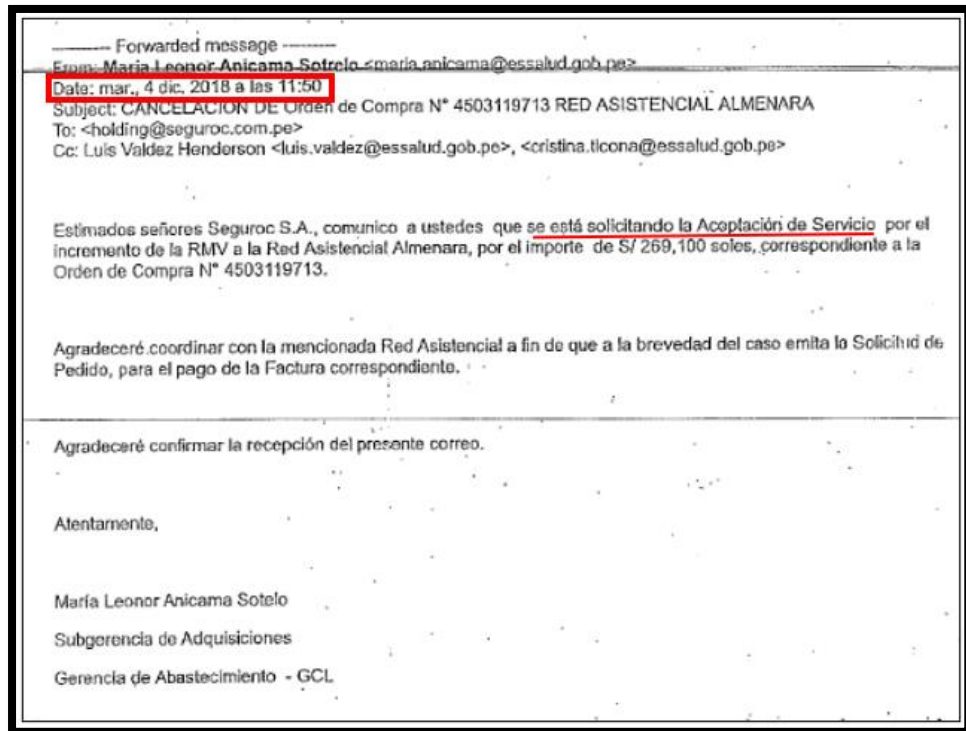 ---------- Forwarded message ----------
From: Maria Leonor Anicama Sotelo <maria.anicama@essalud.gob.pe>
Date: mar., 4 dic. 2018 a las 11:50
Subject: CANCELACION DE Orden de Compra N° 4503119713 RED ASISTENCIAL ALMENARA
To: <holding@seguroc.com.pe>
Cc: Luis Valdez Henderson <luis.valdez@essalud.gob.pe>, <cristina.ticona@essalud.gob.pe>
Estimados señores Seguroc S.A., comunico a ustedes que se está solicitando la Aceptación de Servicio por el
incremento de la RMV a la Red Asistencial Almenara, por el importe de S/ 269,100 soles, correspondiente a la
Orden de Compra N° 4503119713.
Agradeceré coordinar con la mencionada Red Asistencial a fin de que a la brevedad del caso emita la Solicitud de
Pedido, para el pago de la Factura correspondiente.
Agradeceré confirmar la recepción del presente correo.
Atentamente,
María Leonor Anicama Sotelo
Subgerencia de Adquisiciones
Gerencia de Abastecimiento - GCL